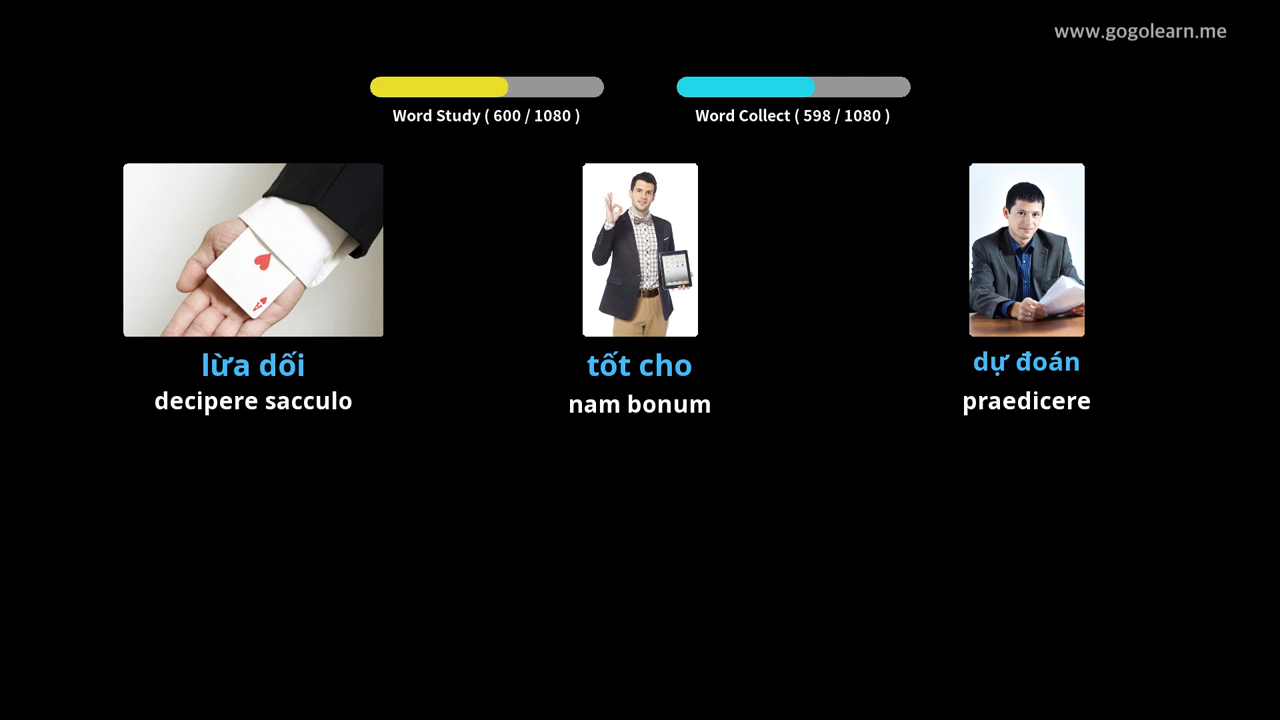 www.gogolearn.me
Word Study ( 600 / 1080 )
Word Collect ( 598 / 1080 )
lừa dối
decipere sacculo
tốt cho
nam bonum
dự đoán
praedicere